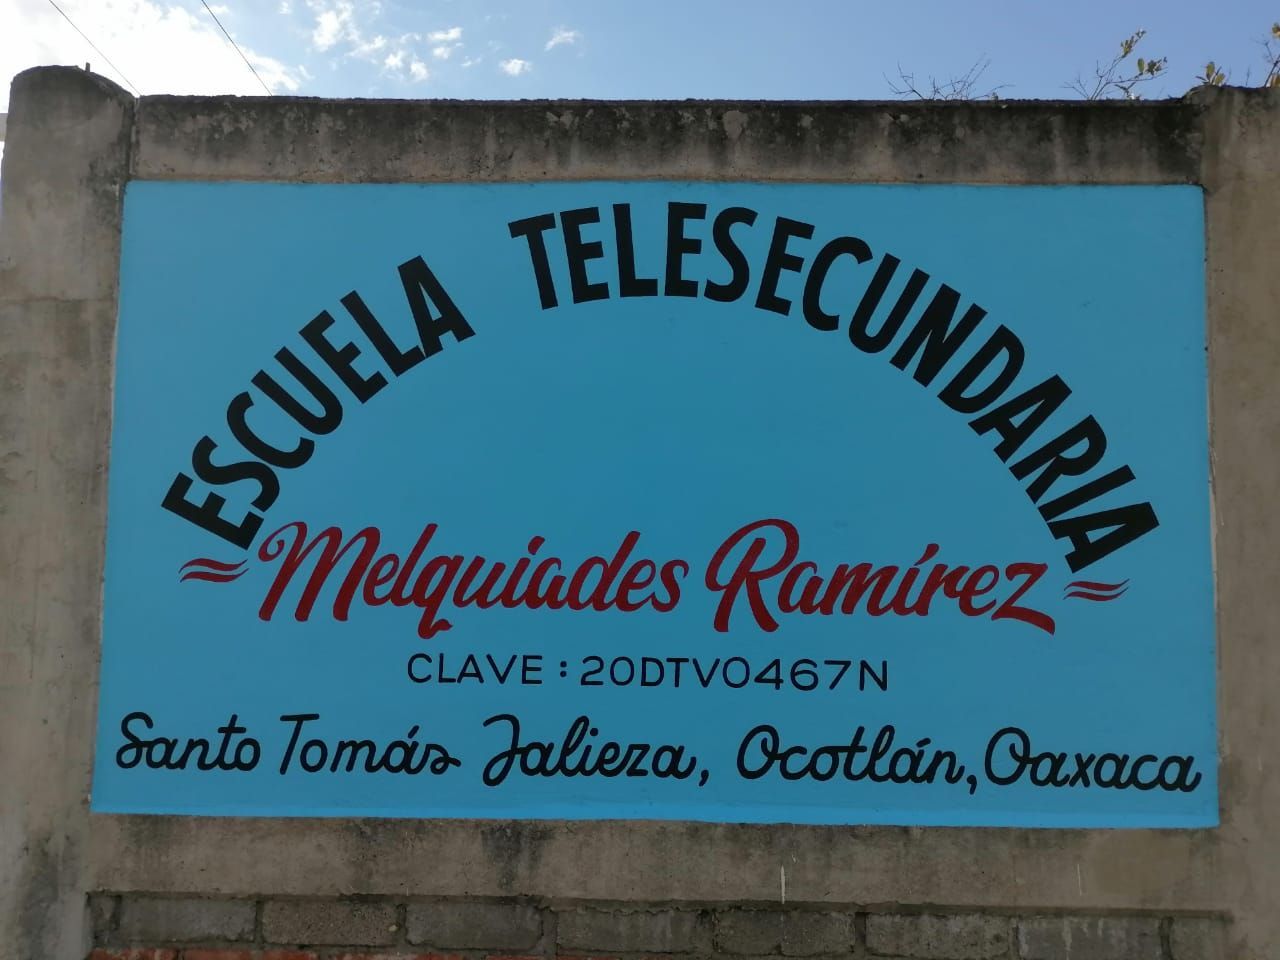 ESCUELA TELESECUNDARIA
Melquiades Ramírez
CLAVE: 20DTV0467N
Santo Tomás Jalieza, Ocotlán, Oaxaca